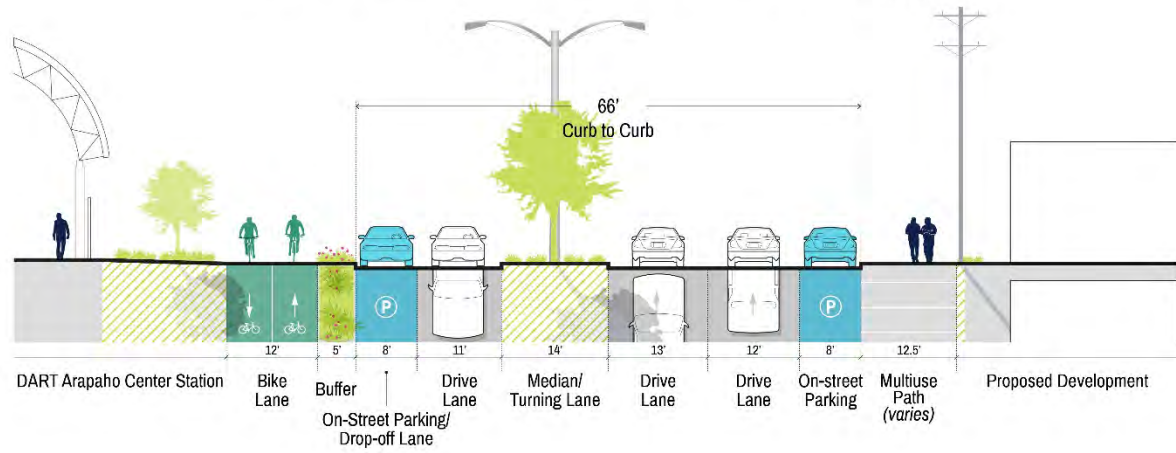 66'
Curb to Curb
P
P
12'
5'
8'
11'
14'
13'
12'
8'
12.5'
DART Arapaho Center Station
Bike
Lane
Buffer
On-Street Parking/
Drop-off Lane
Drive
Lane
Median/
Turning Lane
Drive
Lane
Drive
Lane
On-street
Parking
Multiuse
Path
(varies)
Proposed Development